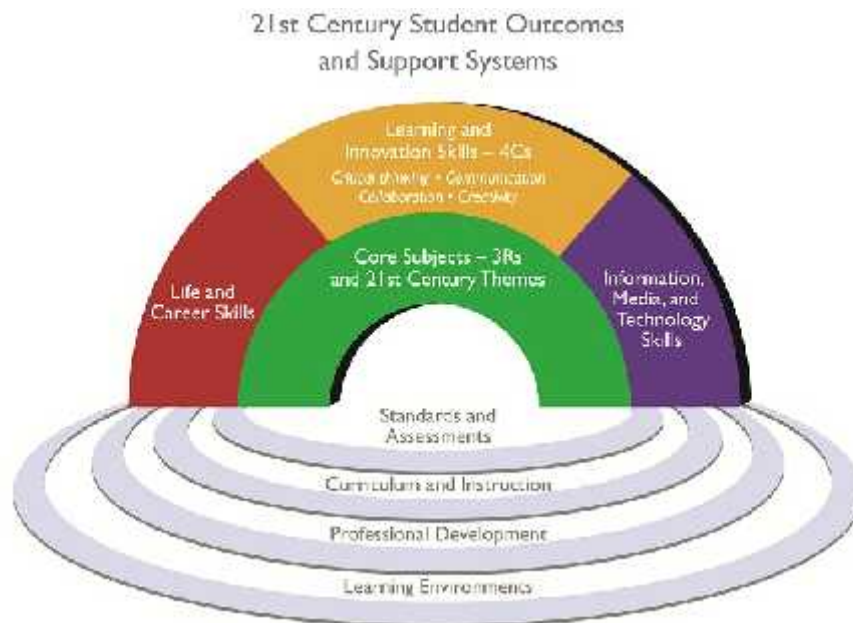 21st Century Student Outcomes
and Support Systems
Learning and
Innovation Skills – 4Cs
Critical thinking • Communication
Collaboration • Creativity
Core Subjects – 3Rs
and 21st Century Themes
Life and
Career Skills
Information,
Media, and
Technology
Skills
Standards and
Assessments
Curriculum and Instruction
Professional Development
Learning Environments